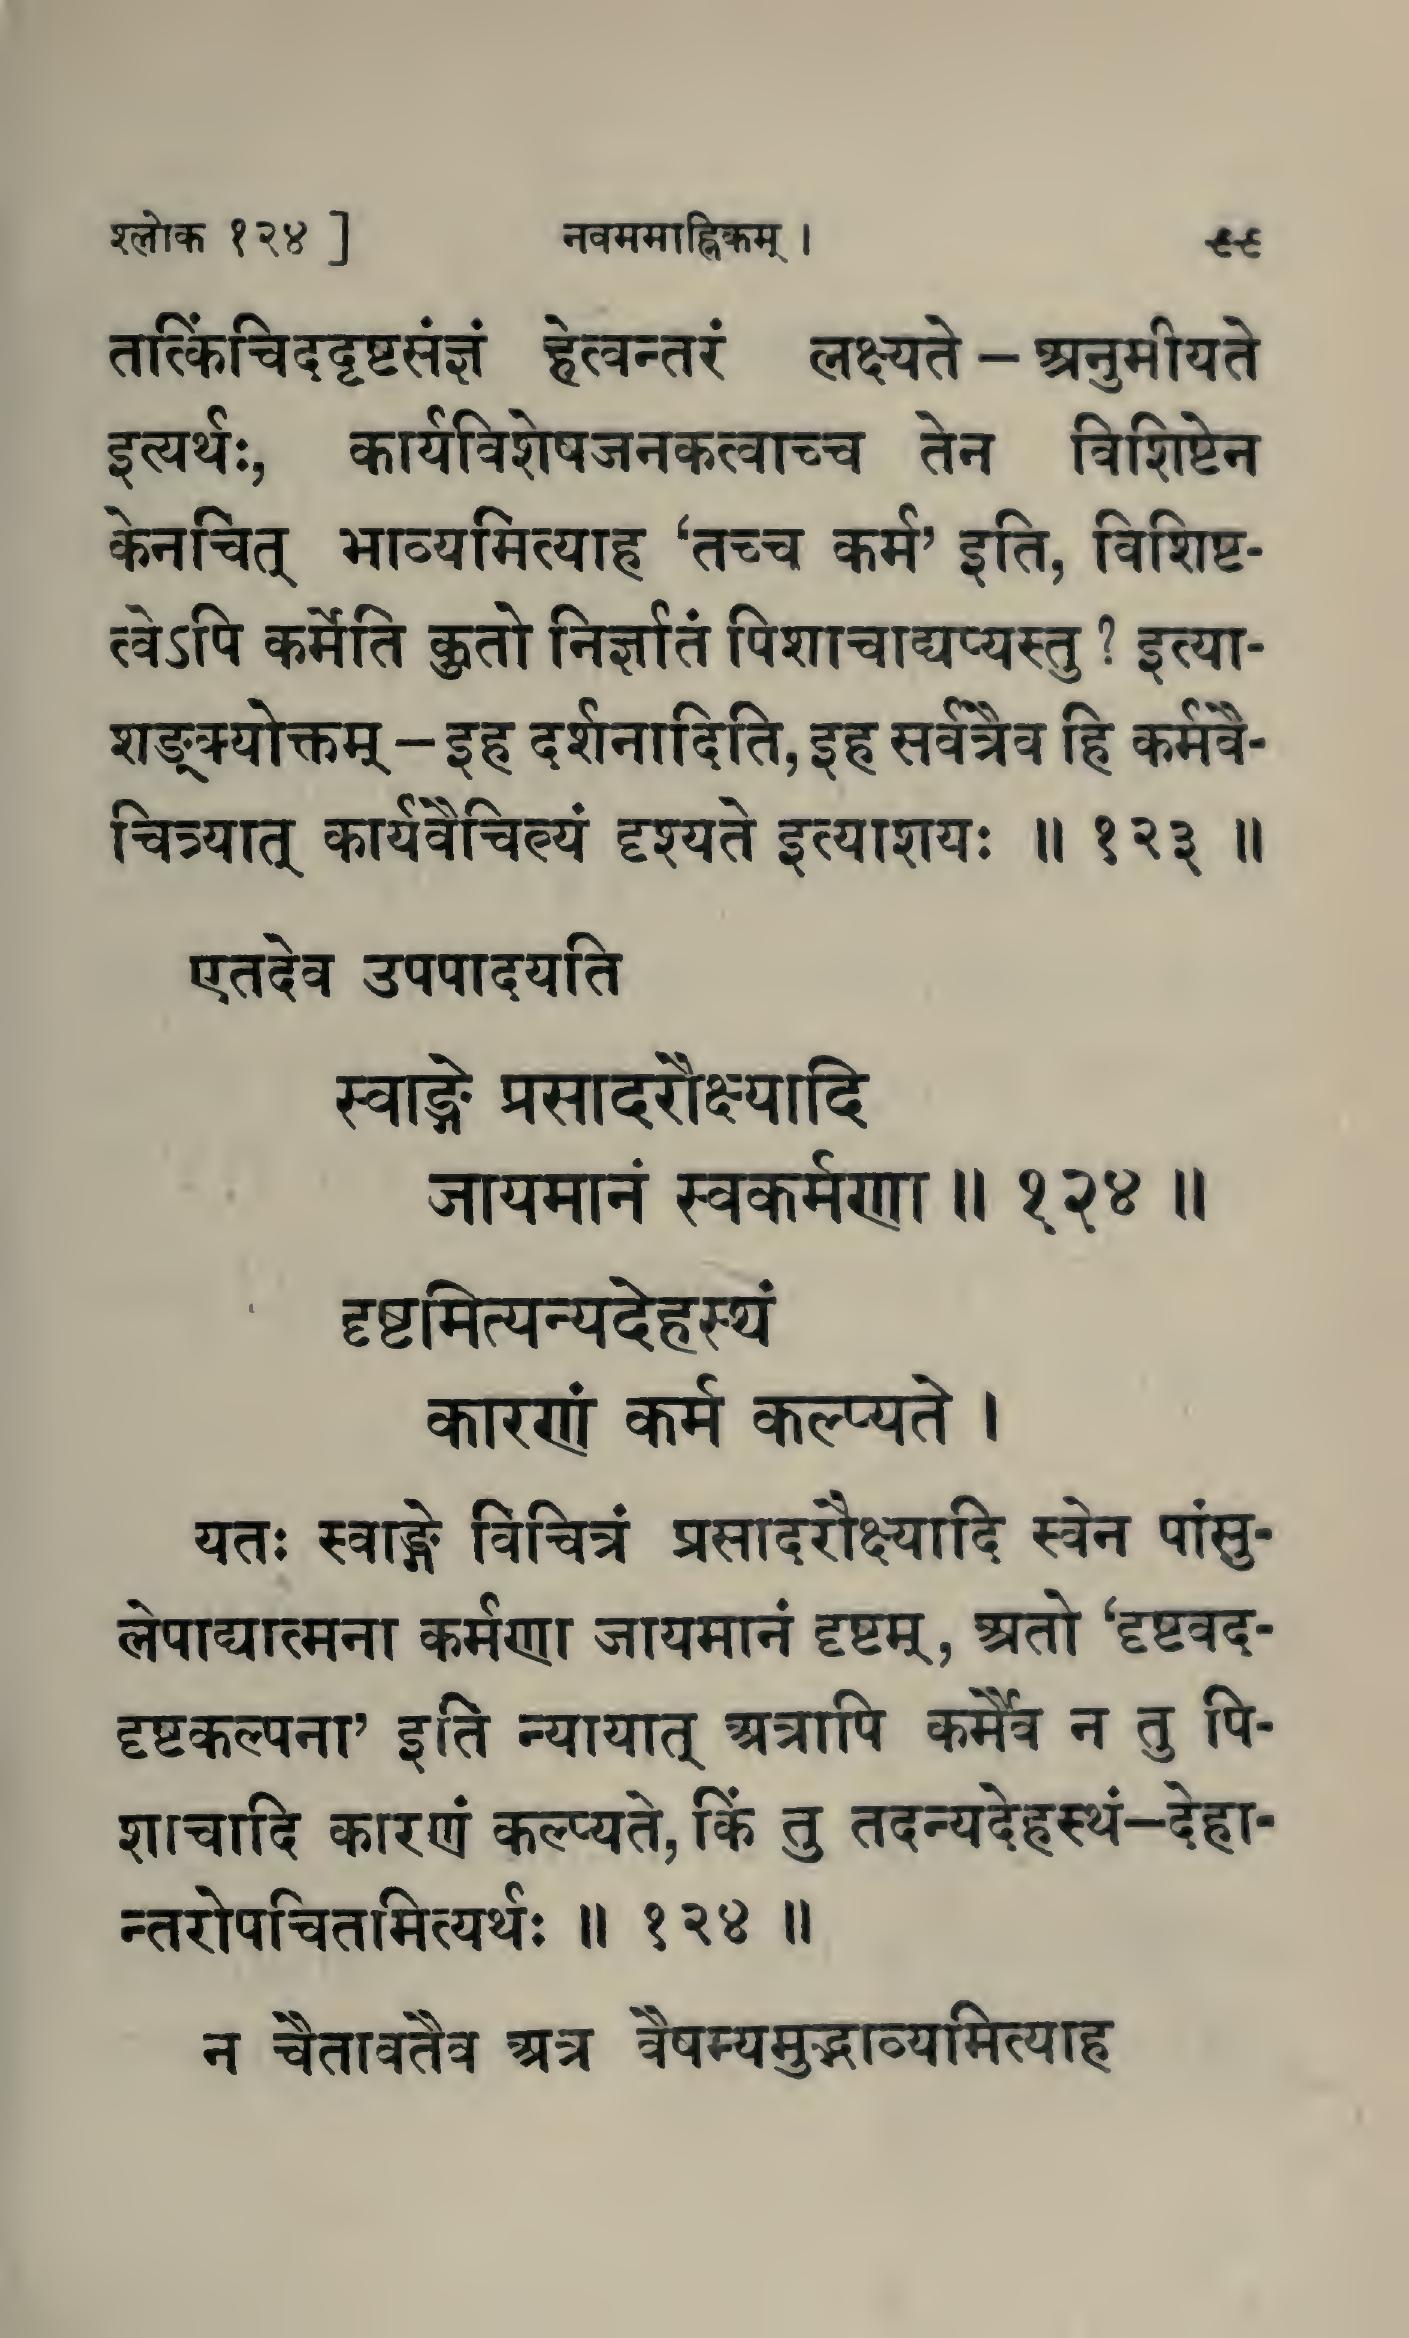 श्लोक १२४ ] नवममाह्निकम् । ९९
तत्किंचिददृष्टसंज्ञं हेत्वन्तरं लक्ष्यते – अनुमीयते
इत्यर्थः, कार्यविशेषजनकत्वाच्च तेन विशिष्टेन
केनचित् भाव्यमित्याह ‘तच्च कर्म’ इति, विशिष्ट-
त्वेऽपि कर्मेति कुतो निर्ज्ञातं पिशाचाद्यप्यस्तु ? इत्या-
शङ्क्योक्तम् – इह दर्शनादिति, इह सर्वत्रैव हि कर्मवै-
चित्र्यात् कार्यवैचित्र्यं दृश्यते इत्याशयः ॥ १२३ ॥
एतदेव उपपादयति
स्वाङ्गे प्रसादरौक्ष्यादि
जायमानं स्वकर्मणा ॥ १२४ ॥
दृष्टमित्यन्यदेहस्थं
कारणं कर्म कल्प्यते ।
यतः स्वाङ्गे विचित्रं प्रसादरौक्ष्यादि स्वेन पांसु-
लेपाद्यात्मना कर्मणा जायमानं दृष्टम्, अतो ‘दृष्टवद-
दृष्टकल्पना’ इति न्यायात् अत्रापि कर्मैव न तु पि-
शाचादि कारणं कल्प्यते, किं तु तदन्यदेहस्थं–देहा-
न्तरोपचितमित्यर्थः ॥ १२४ ॥
न चैतावतैव अत्र वैषम्यमुद्भाव्यमित्याह